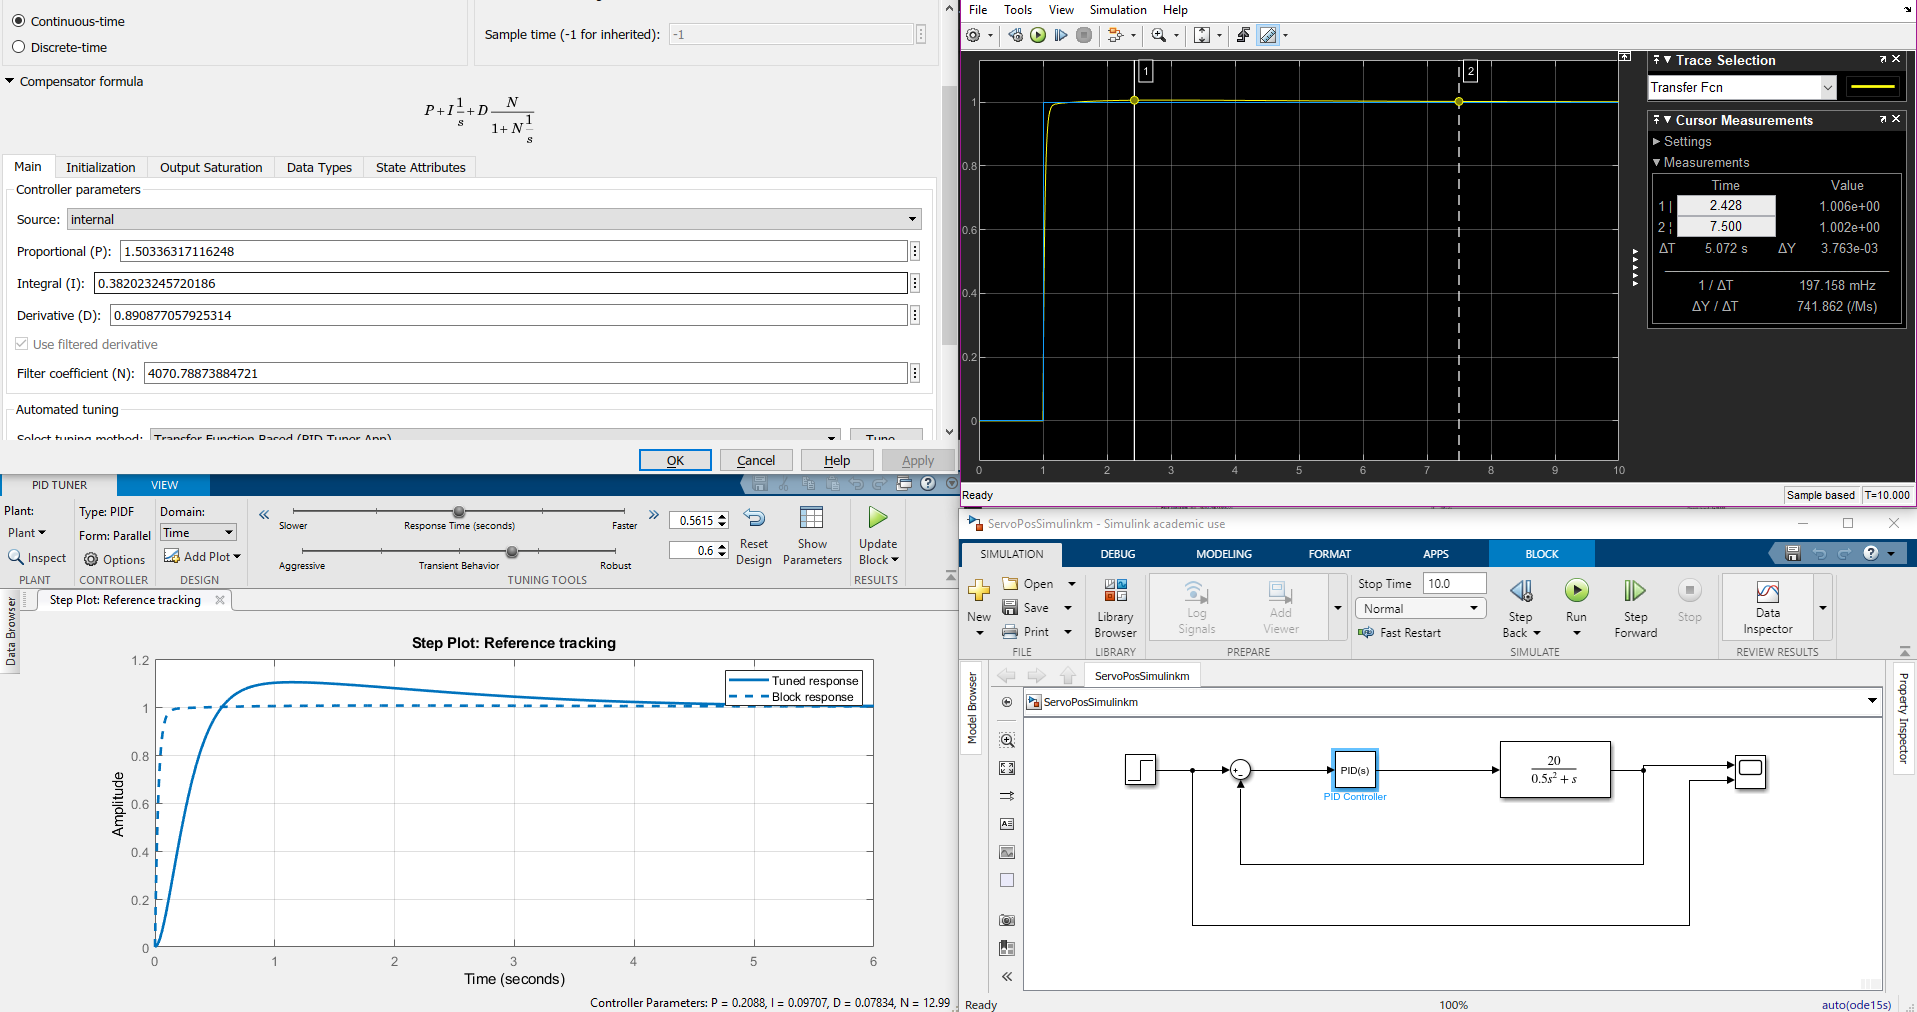 Continuous-time
Discrete-time
Sample time (-1 for inherited): -1
Compensator formula
P + I 1/s + D N / (1 + N 1/s)
Main Initialization Output Saturation Data Types State Attributes
Controller parameters
Source: internal
Proportional (P): 1.50336317116248
Integral (I): 0.382023245720186
Derivative (D): 0.890877057925314
Use filtered derivative
Filter coefficient (N): 4070.78873884721
Automated tuning
Select tuning method: Transfer Function Based (PID Tuner App) Tune...
OK Cancel Help Apply
File Tools View Simulation Help
1 2
1
0.8
0.6
0.4
0.2
0
0 1 2 3 4 5 6 7 8 9 10
Trace Selection
Transfer Fcn
Cursor Measurements
Settings
Measurements
Time Value
1 | 2.428 1.006e+00
2 ¦ 7.500 1.002e+00
ΔT 5.072 s ΔY 3.763e-03
1 / ΔT 197.158 mHz
ΔY / ΔT 741.862 (/Ms)
Ready Sample based T=10.000
PID TUNER VIEW
Plant: Type: PIDF Domain:
Plant Form: Parallel Time
Inspect Options Add Plot
Slower Response Time (seconds) Faster 0.5615
Aggressive Transient Behavior Robust 0.6
Reset Design
Show Parameters
Update Block
PLANT CONTROLLER DESIGN TUNING TOOLS RESULTS
Data Browser
Step Plot: Reference tracking
Step Plot: Reference tracking
Tuned response
Block response
1.2
1
0.8
0.6
0.4
0.2
0
Amplitude
0 1 2 3 4 5 6
Time (seconds)
Controller Parameters: P = 0.2088, I = 0.09707, D = 0.07834, N = 12.99
ServoPosSimulinkm - Simulink academic use
SIMULATION DEBUG MODELING FORMAT APPS BLOCK
New
Open
Save
Print
Library Browser
Log Signals
Add Viewer
Stop Time 10.0
Normal
Fast Restart
Step Back
Run
Step Forward
Stop
Data Inspector
FILE LIBRARY PREPARE SIMULATE REVIEW RESULTS
Model Browser
Property Inspector
ServoPosSimulinkm
ServoPosSimulinkm
PID(s)
PID Controller
20
0.5s² + s
Ready 100% auto(ode15s)